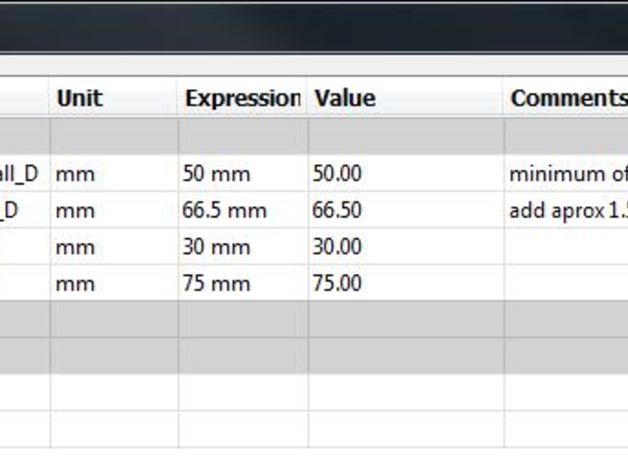 Unit Expression Value Comments
all_D mm 50 mm 50.00 minimum of
_D mm 66.5 mm 66.50 add aprox 1.5
mm 30 mm 30.00
mm 75 mm 75.00